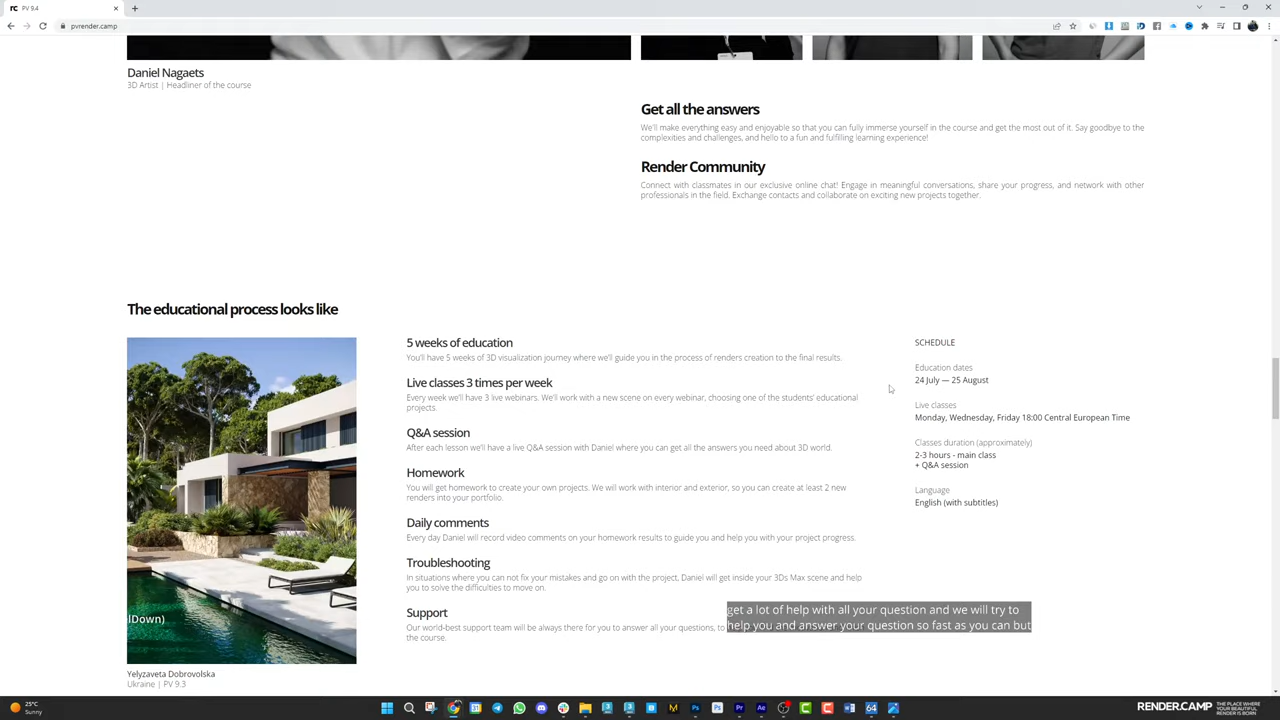 PV 9.4
pvrender.camp
Daniel Nagaets
3D Artist | Headliner of the course
Get all the answers
We'll make everything easy and enjoyable so that you can fully immerse yourself in the course and get the most out of it. Say goodbye to the
complexities and challenges, and hello to a fun and fulfilling learning experience!
Render Community
Connect with classmates in our exclusive online chat! Engage in meaningful conversations, share your progress, and network with other
professionals in the field. Exchange contacts and collaborate on exciting new projects together.
The educational process looks like
5 weeks of education
You'll have 5 weeks of 3D visualization journey where we'll guide you in the process of renders creation to the final results.
Live classes 3 times per week
Every week we'll have 3 live webinars. We'll work with a new scene on every webinar, choosing one of the students' educational
projects.
Q&A session
After each lesson we'll have a live Q&A session with Daniel where you can get all the answers you need about 3D world.
Homework
You will get homework to create your own projects. We will work with interior and exterior, so you can create at least 2 new
renders into your portfolio.
Daily comments
Every day Daniel will record video comments on your homework results to guide you and help you with your project progress.
Troubleshooting
In situations where you can not fix your mistakes and go on with the project, Daniel will get inside your 3Ds Max scene and help
you to solve the difficulties to move on.
Support
Our world-best support team will be always there for you to answer all your questions, to
the course.
SCHEDULE
Education dates
24 July — 25 August
Live classes
Monday, Wednesday, Friday 18:00 Central European Time
Classes duration (approximately)
2-3 hours - main class
+ Q&A session
Language
English (with subtitles)
lDown)
Yelyzaveta Dobrovolska
Ukraine | PV 9.3
get a lot of help with all your question and we will try to
help you and answer your question so fast as you can but
25°C
Sunny
RENDER.CAMP
THE PLACE
WHERE YOUR
BEAUTIFUL
RENDER IS BORN